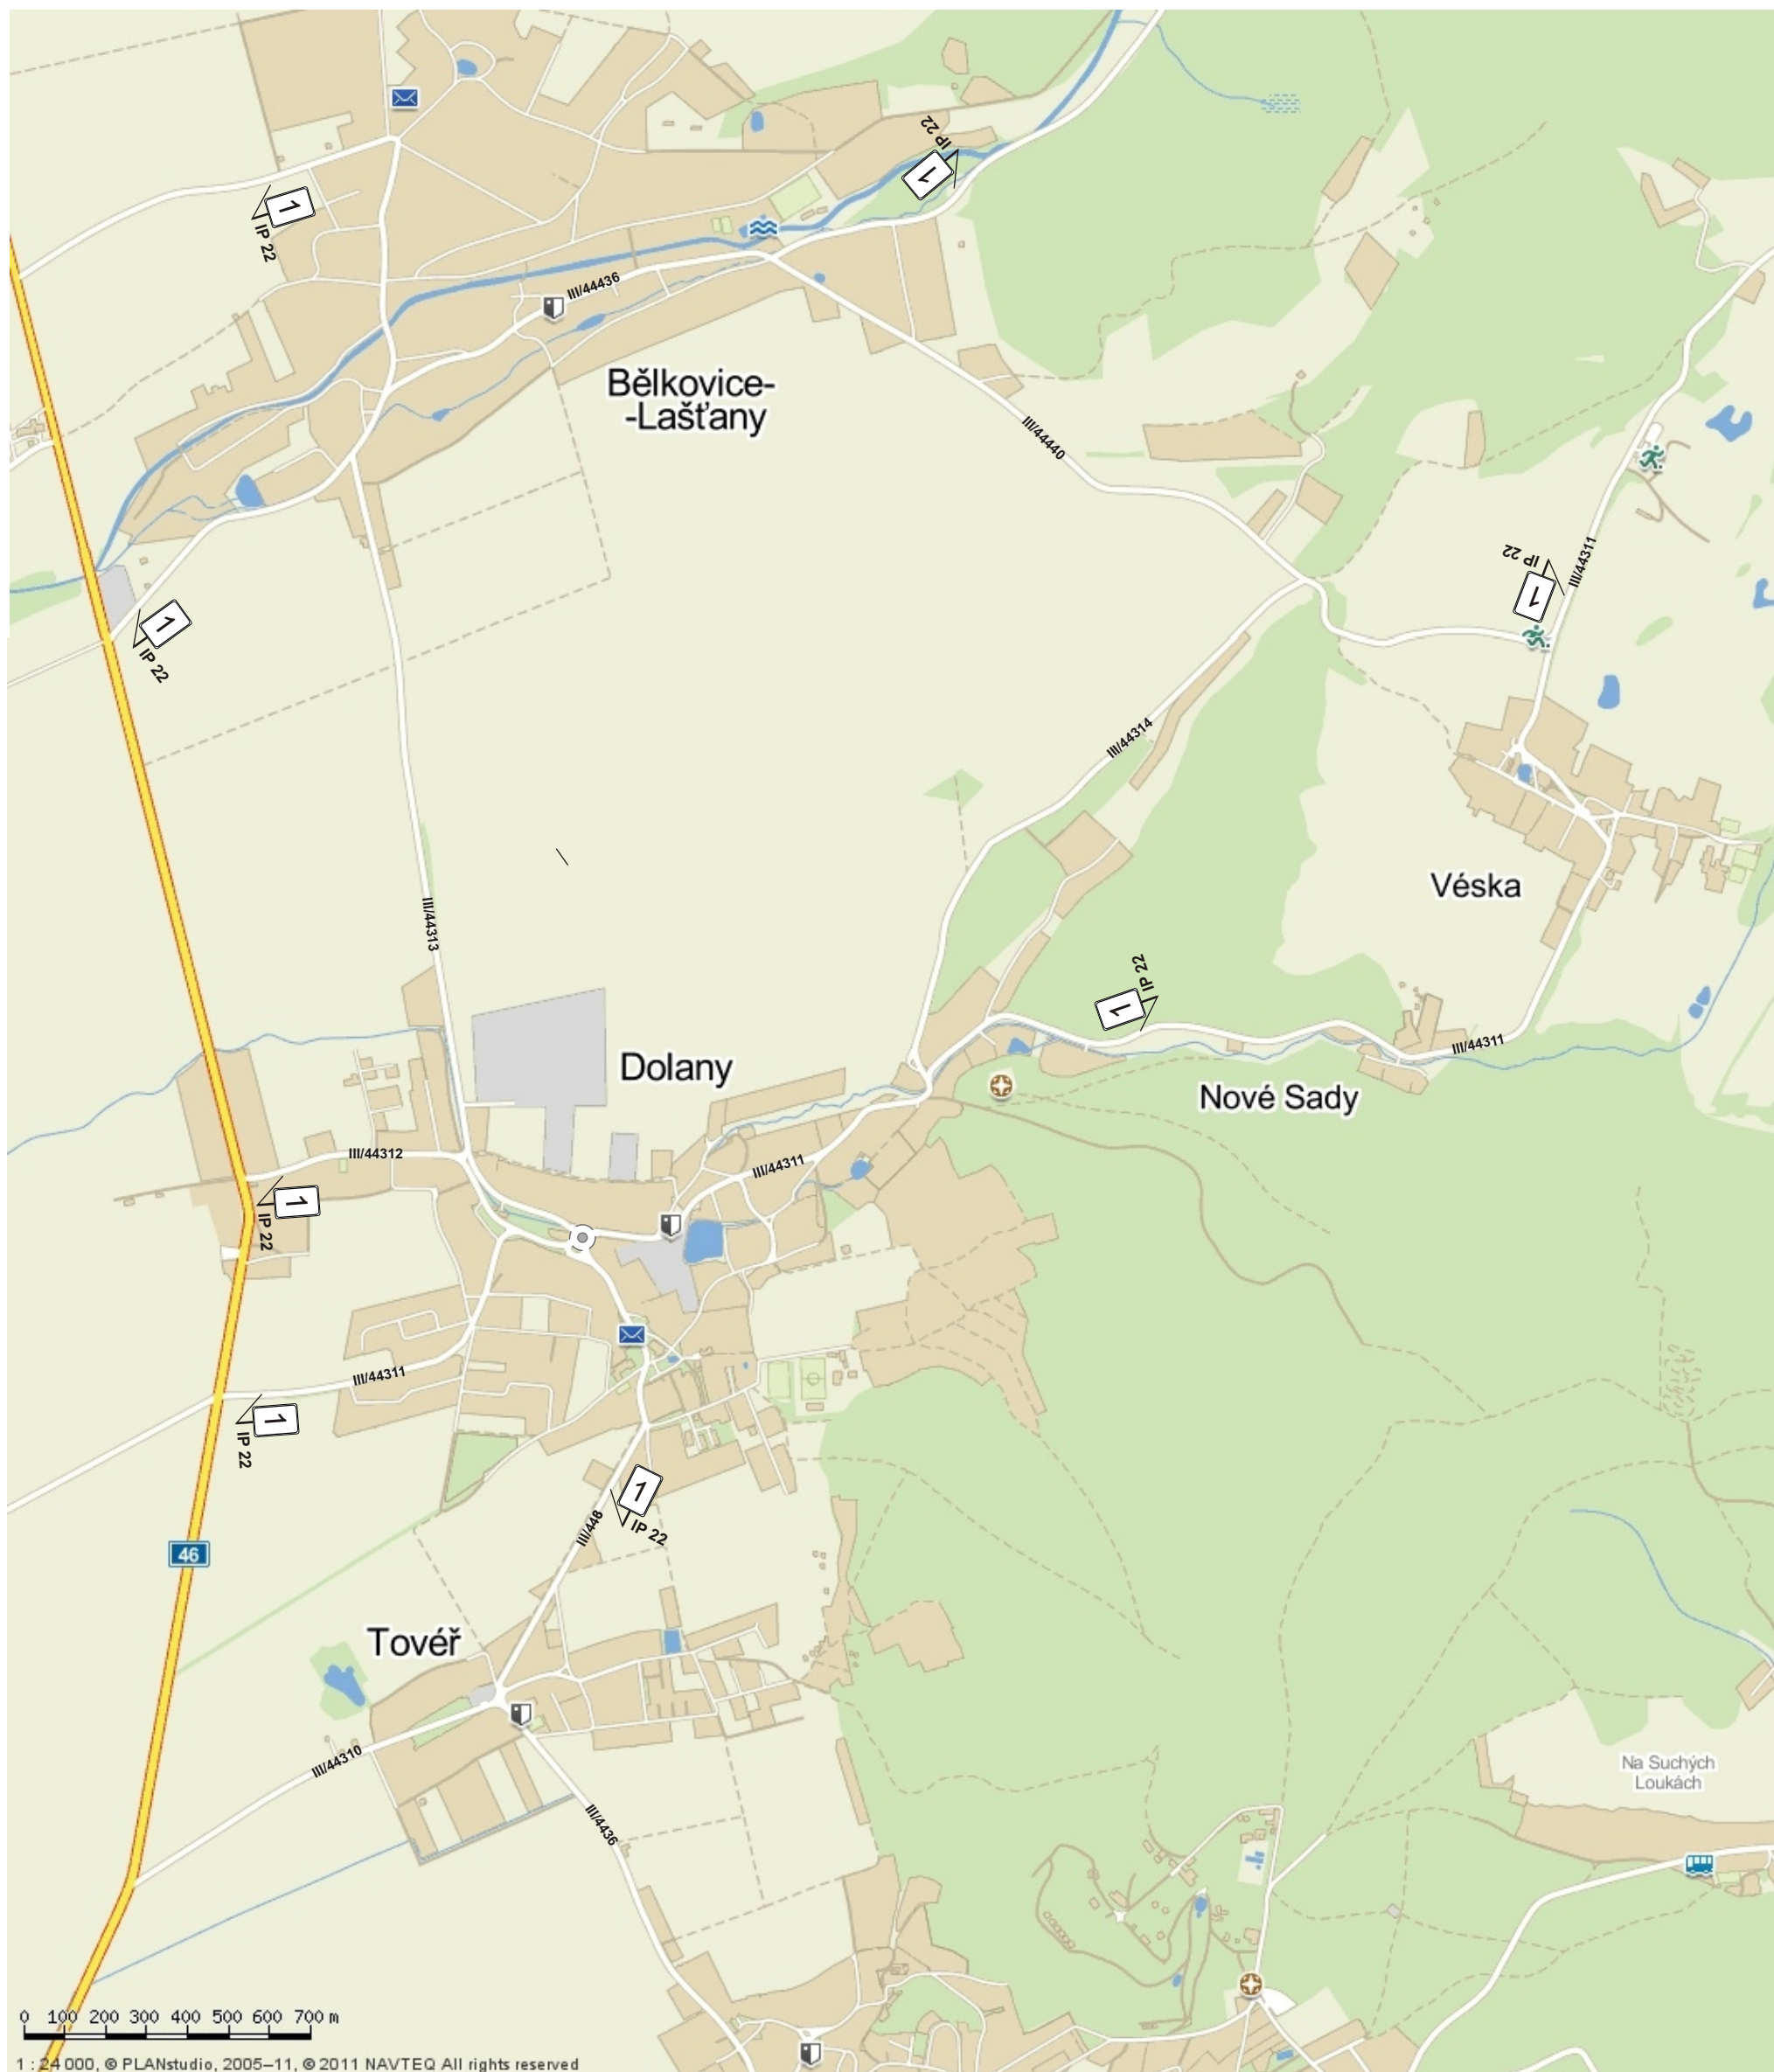 IP 22
1
1
IP 22
III/44436
Bělkovice-
-Lašťany
III/44440
IP 22
1
III/44311
1
IP 22
III/44314
Véska
III/44313
IP 22
1
III/44311
Dolany
Nové Sady
III/44312
III/44311
1
IP 22
III/44311
1
IP 22
1
IP 22
III/448
46
Tovéř
III/44310
Na Suchých
Loukách
III/4436
0 100 200 300 400 500 600 700 m
1 : 24 000, © PLANstudio, 2005–11, © 2011 NAVTEQ All rights reserved